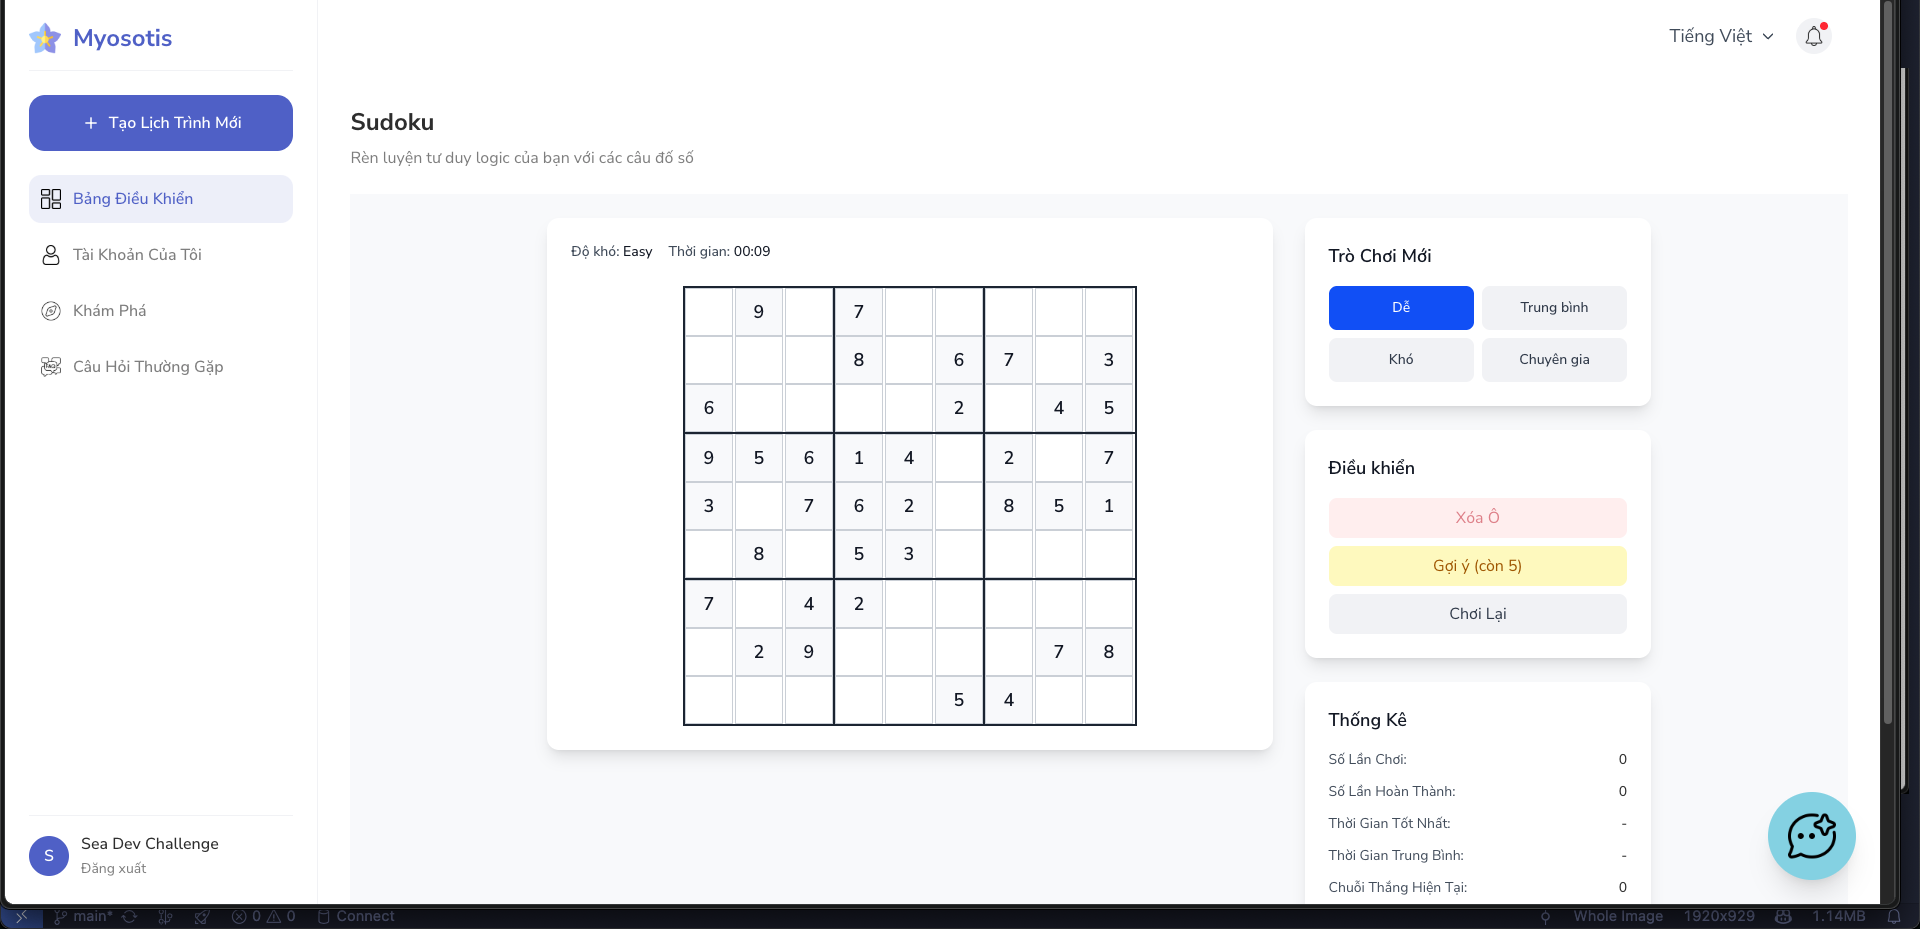 Myosotis
Tiếng Việt
+ Tạo Lịch Trình Mới
Bảng Điều Khiển
Tài Khoản Của Tôi
Khám Phá
FAQ
Câu Hỏi Thường Gặp
Sudoku
Rèn luyện tư duy logic của bạn với các câu đố số
Độ khó: Easy Thời gian: 00:09
9 7
8 6 7 3
6 2 4 5
9 5 6 1 4 2 7
3 7 6 2 8 5 1
8 5 3
7 4 2
2 9 7 8
5 4
Trò Chơi Mới
Dễ Trung bình
Khó Chuyên gia
Điều khiển
Xóa Ô
Gợi ý (còn 5)
Chơi Lại
Thống Kê
Số Lần Chơi: 0
Số Lần Hoàn Thành: 0
Thời Gian Tốt Nhất: -
Thời Gian Trung Bình: -
Chuỗi Thắng Hiện Tại: 0
S
Sea Dev Challenge
Đăng xuất
main* 0 0 Connect Whole Image 1920x929 1.14MB